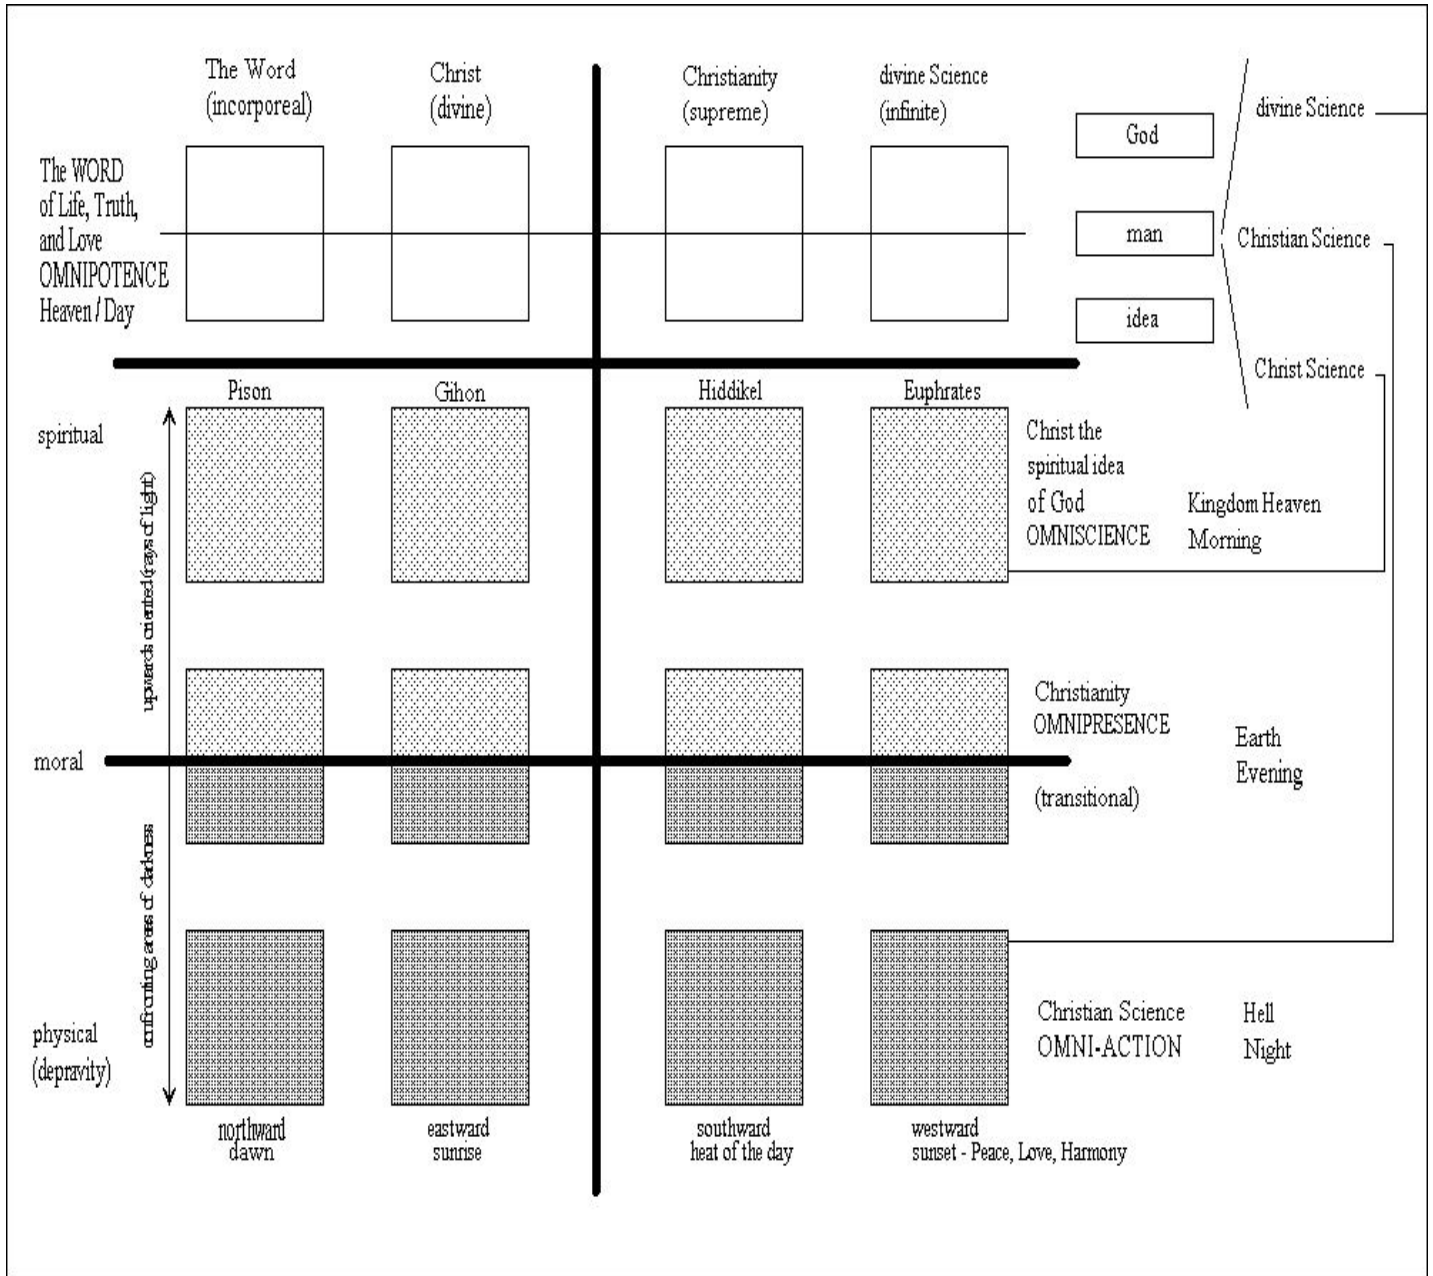 The Word
(incorporeal)
Christ
(divine)
Christianity
(supreme)
divine Science
(infinite)
God
man
idea
divine Science
Christian Science
Christ Science
The WORD
of Life, Truth,
and Love
OMNIPOTENCE
Heaven / Day
Pison
Gihon
Hiddikel
Euphrates
spiritual
upwards oriented (rays of light)
Christ the
spiritual idea
of God
OMNISCIENCE
Kingdom Heaven
Morning
moral
Christianity
OMNIPRESENCE
(transitional)
Earth
Evening
confronting areas of darkness
physical
(depravity)
Christian Science
OMNI-ACTION
Hell
Night
northward
dawn
eastward
sunrise
southward
heat of the day
westward
sunset - Peace, Love, Harmony